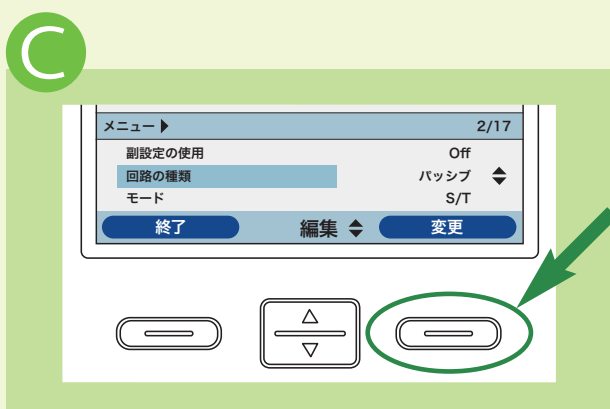 C
メニュー 2/17
副設定の使用 Off
回路の種類 パッシブ
モード S/T
終了 編集 変更